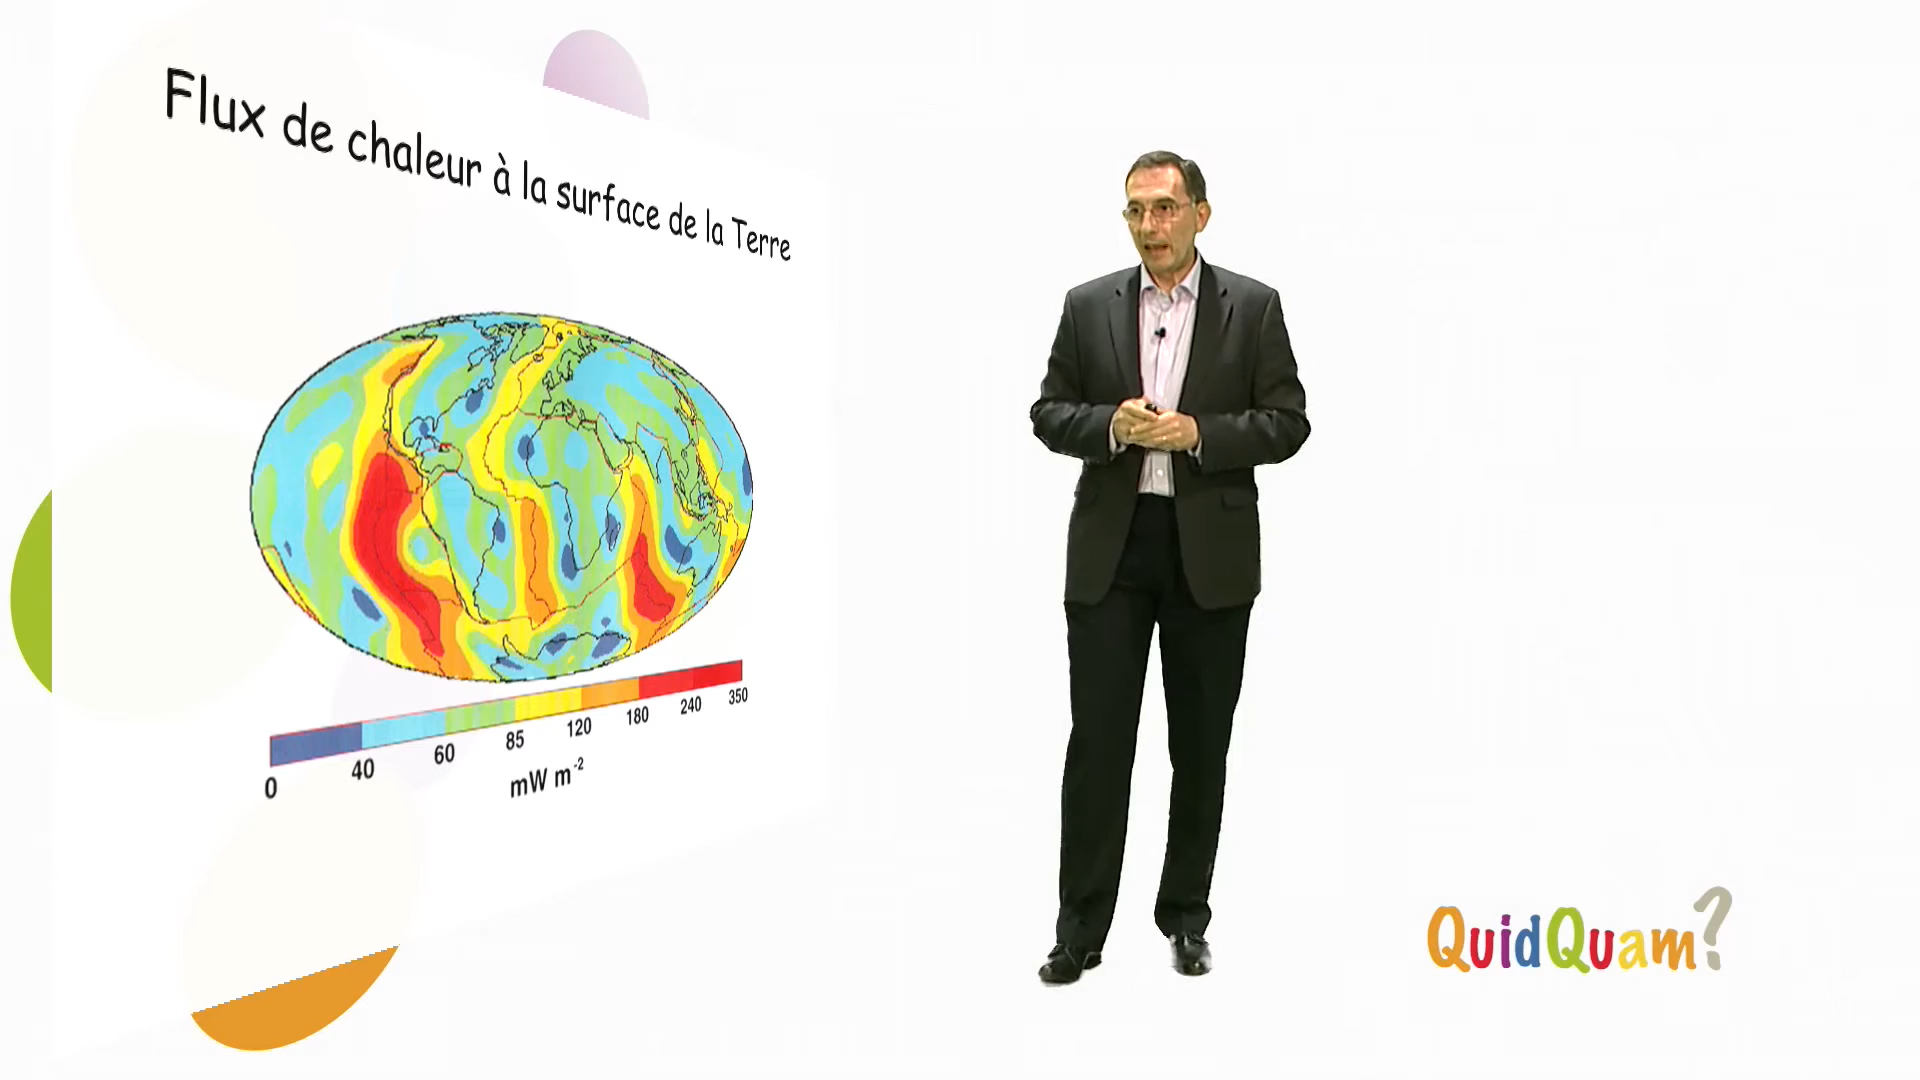 Flux de chaleur à la surface de la Terre
0 40 60 85 120 180 240 350
mW m⁻²
QuidQuam?